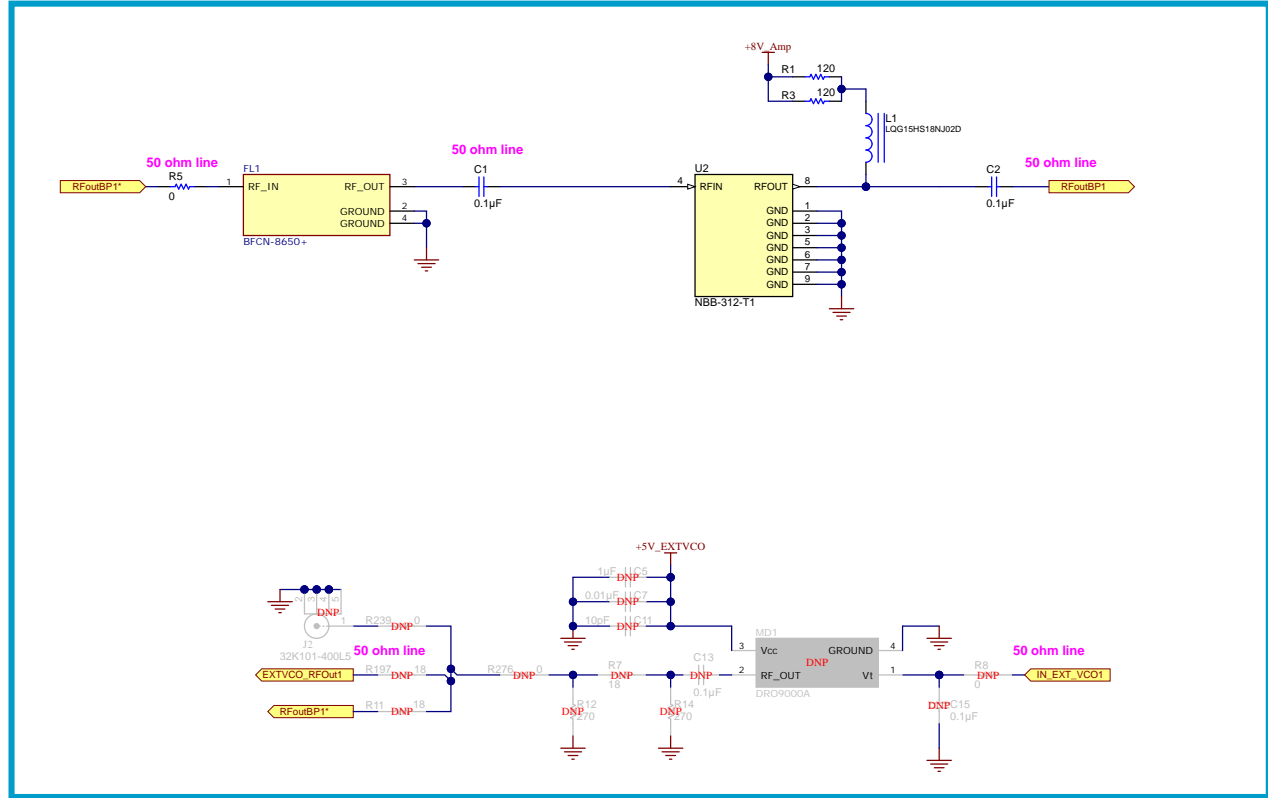 +8V_Amp
R1 120
R3 120
L1
LQG15HS18NJ02D
50 ohm line
RFoutBP1*
R5
0
FL1
1 RF_IN
RF_OUT 3
GROUND 2
GROUND 4
BFCN-8650+
50 ohm line
C1
0.1µF
U2
4 RFIN
RFOUT 8
GND 1
GND 2
GND 3
GND 5
GND 6
GND 7
GND 9
NBB-312-T1
50 ohm line
C2
0.1µF
RFoutBP1
+5V_EXTVCO
1µF DNP C5
0.01µF DNP C7
10pF DNP C11
2 3 4 5
DNP
1
J2
32K101-400L5
R239 DNP 0
50 ohm line
EXTVCO_RFOut1
R197 DNP 18
RFoutBP1*
R11 DNP 18
R276 DNP 0
R7
DNP
18
R12
DNP
270
R14
DNP
270
C13
DNP
0.1µF
MD1
3 Vcc
GROUND 4
DNP
2 RF_OUT
Vt 1
DRO9000A
50 ohm line
R8
DNP
0
IN_EXT_VCO1
DNP C15
0.1µF